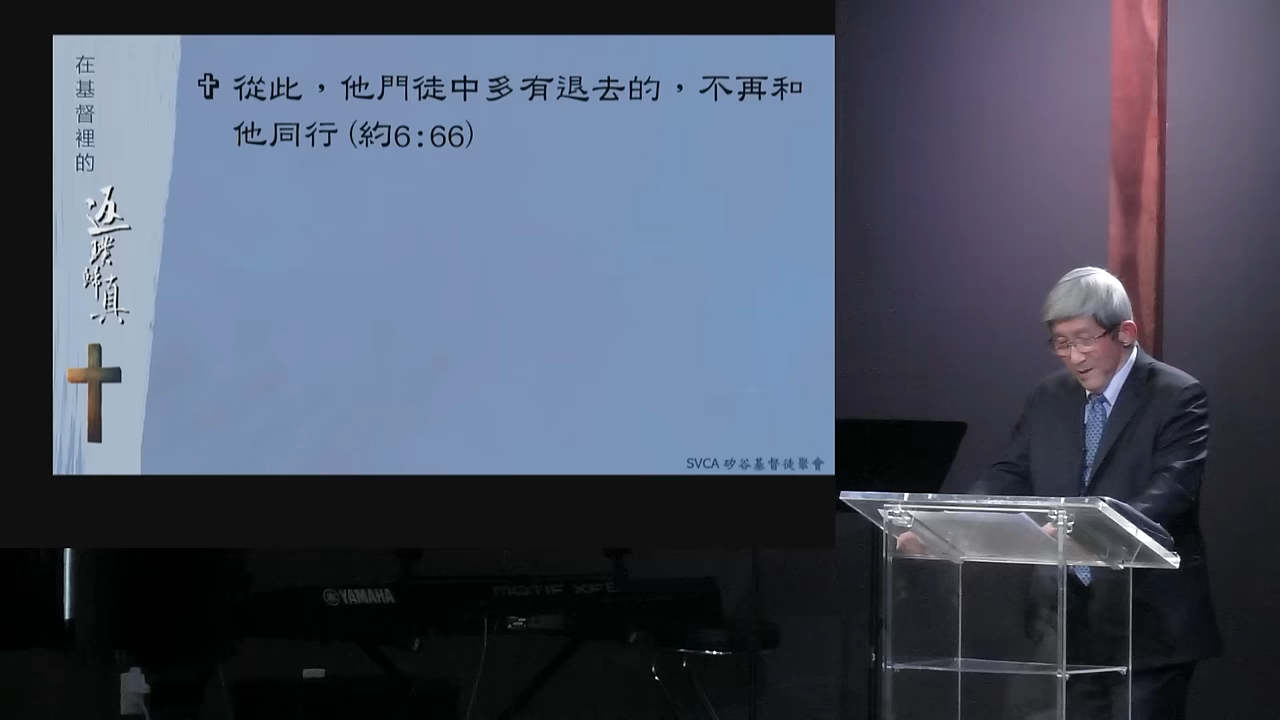 在基督裡的
返璞歸真
從此，他門徒中多有退去的，不再和
他同行(約6:66)
SVCA 矽谷基督徒聚會
YAMAHA
MOTIF XF8